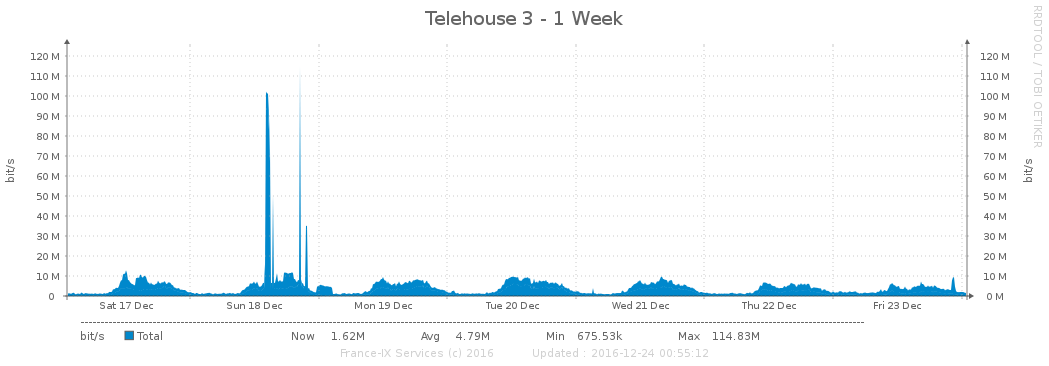 Telehouse 3 - 1 Week
RRDTOOL / TOBI OETIKER
bit/s
120 M
110 M
100 M
90 M
80 M
70 M
60 M
50 M
40 M
30 M
20 M
10 M
0
120 M
110 M
100 M
90 M
80 M
70 M
60 M
50 M
40 M
30 M
20 M
10 M
0 M
bit/s
Sat 17 Dec Sun 18 Dec Mon 19 Dec Tue 20 Dec Wed 21 Dec Thu 22 Dec Fri 23 Dec
bit/s Total Now 1.62M Avg 4.79M Min 675.53k Max 114.83M
France-IX Services (c) 2016 Updated : 2016-12-24 00:55:12